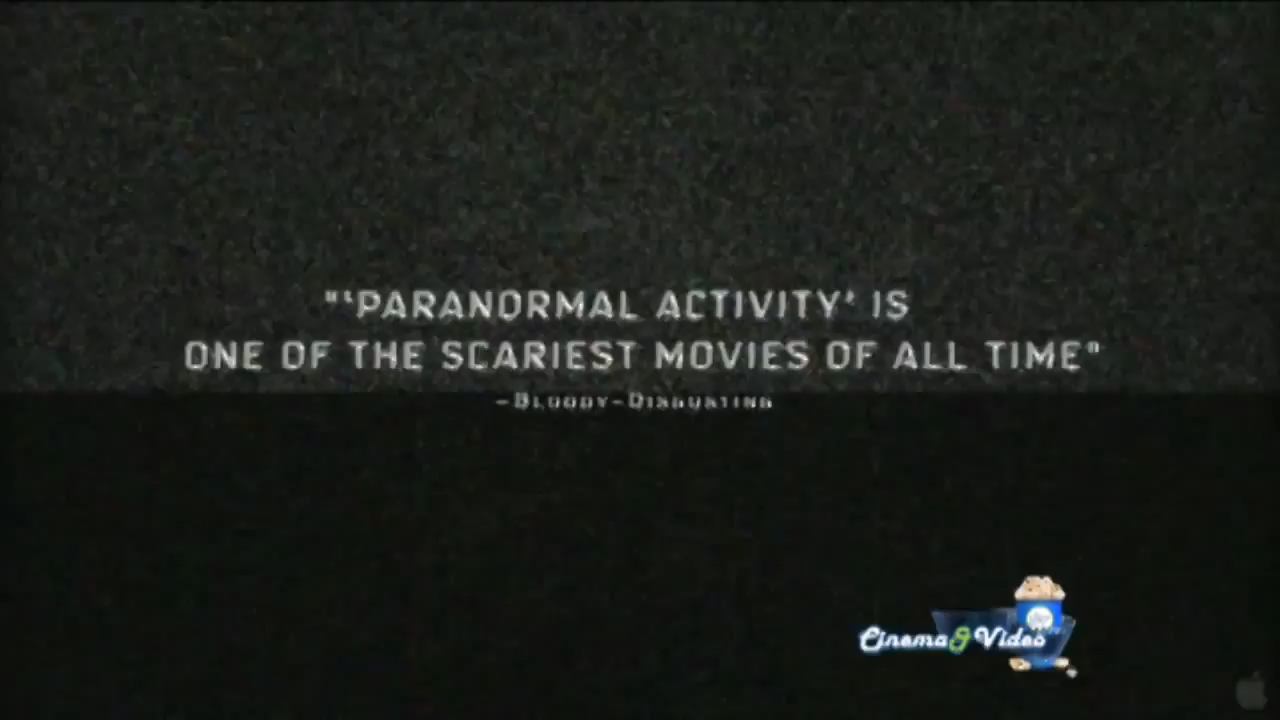 "'PARANORMAL ACTIVITY' IS
ONE OF THE SCARIEST MOVIES OF ALL TIME"
-BLOODY-DISGUSTING
Cinema&Video